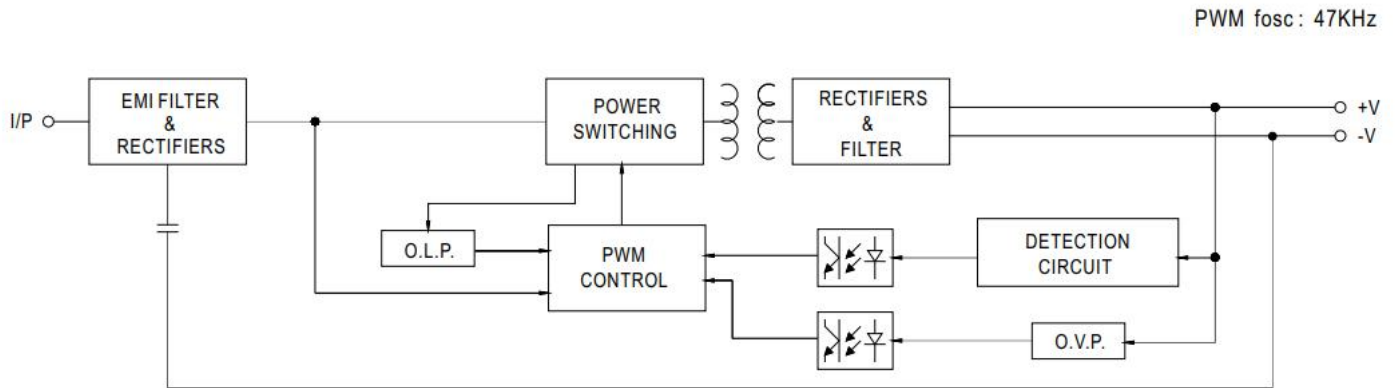 PWM fosc : 47KHz
I/P
EMI FILTER
&
RECTIFIERS
POWER
SWITCHING
RECTIFIERS
&
FILTER
+V
-V
O.L.P.
PWM
CONTROL
DETECTION
CIRCUIT
O.V.P.